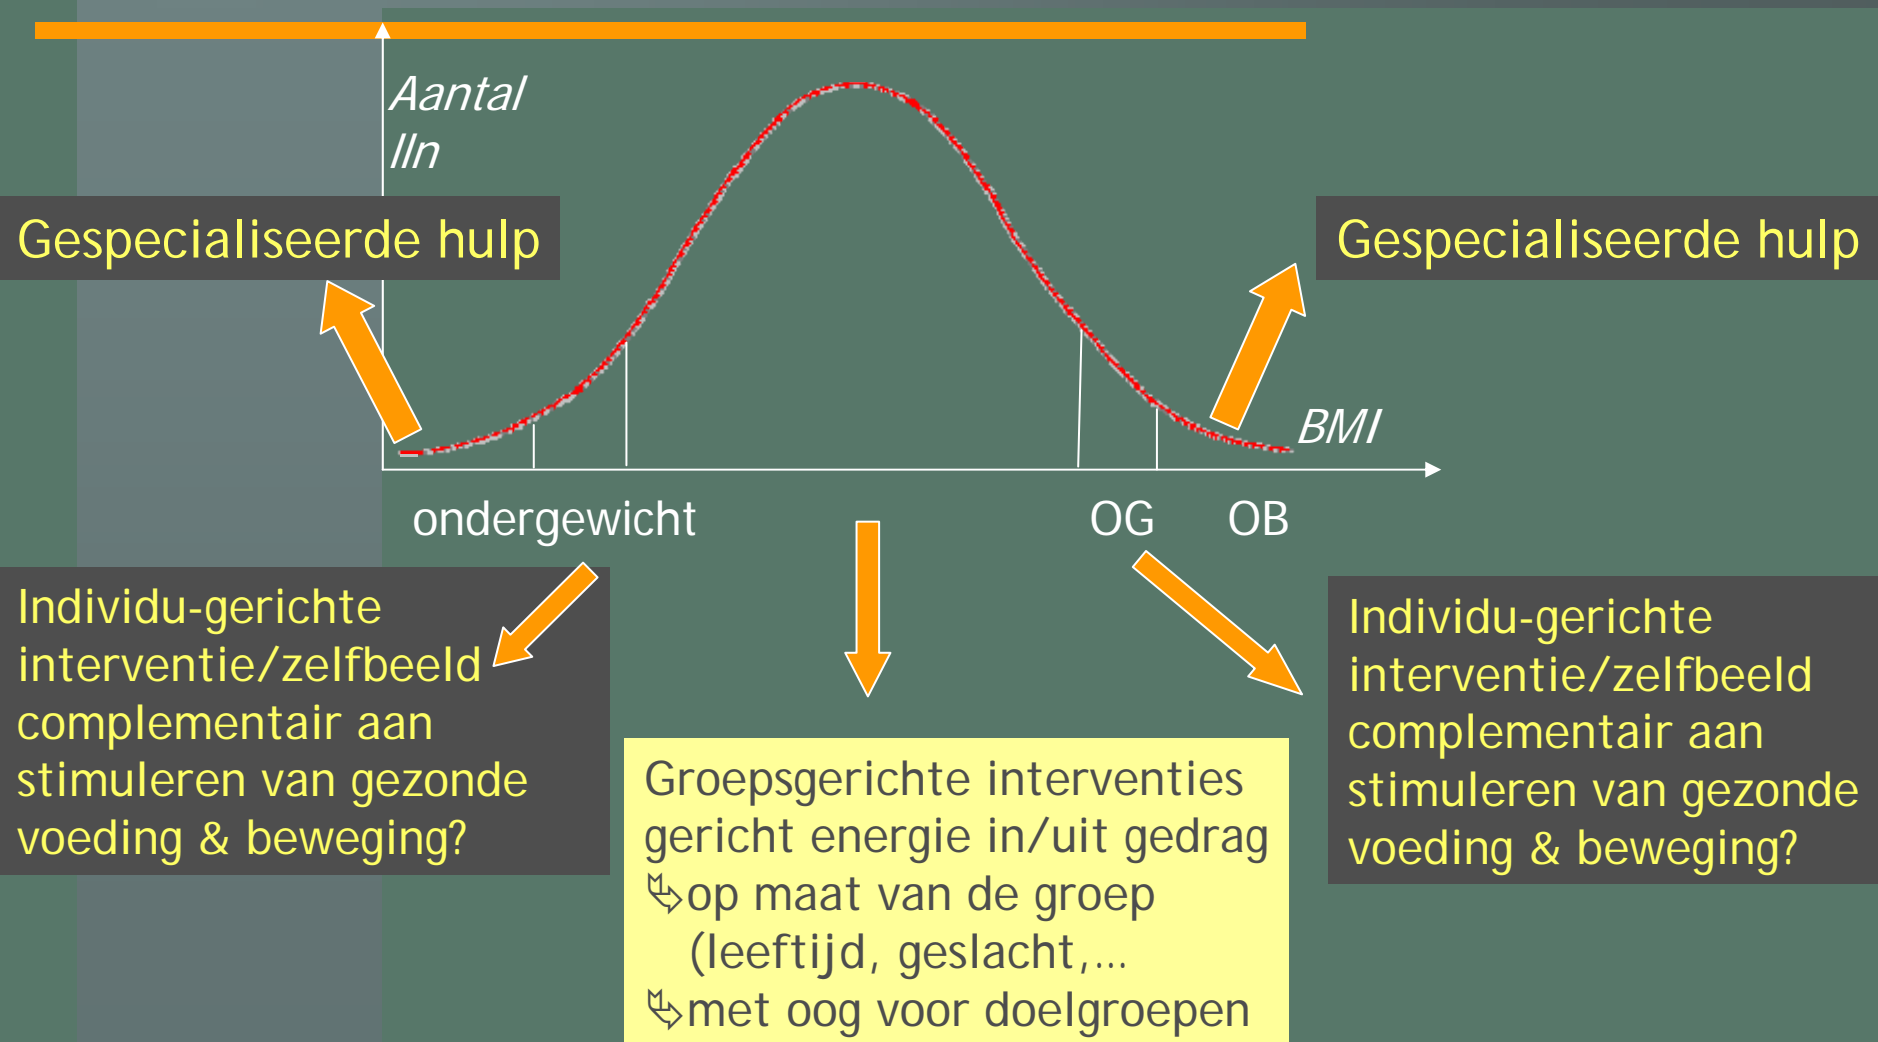 Aantal
lln
Gespecialiseerde hulp
Gespecialiseerde hulp
BMI
ondergewicht
OG
OB
Individu-gerichte
interventie/zelfbeeld
complementair aan
stimuleren van gezonde
voeding & beweging?
Groepsgerichte interventies
gericht energie in/uit gedrag
op maat van de groep
(leeftijd, geslacht,...
met oog voor doelgroepen
Individu-gerichte
interventie/zelfbeeld
complementair aan
stimuleren van gezonde
voeding & beweging?